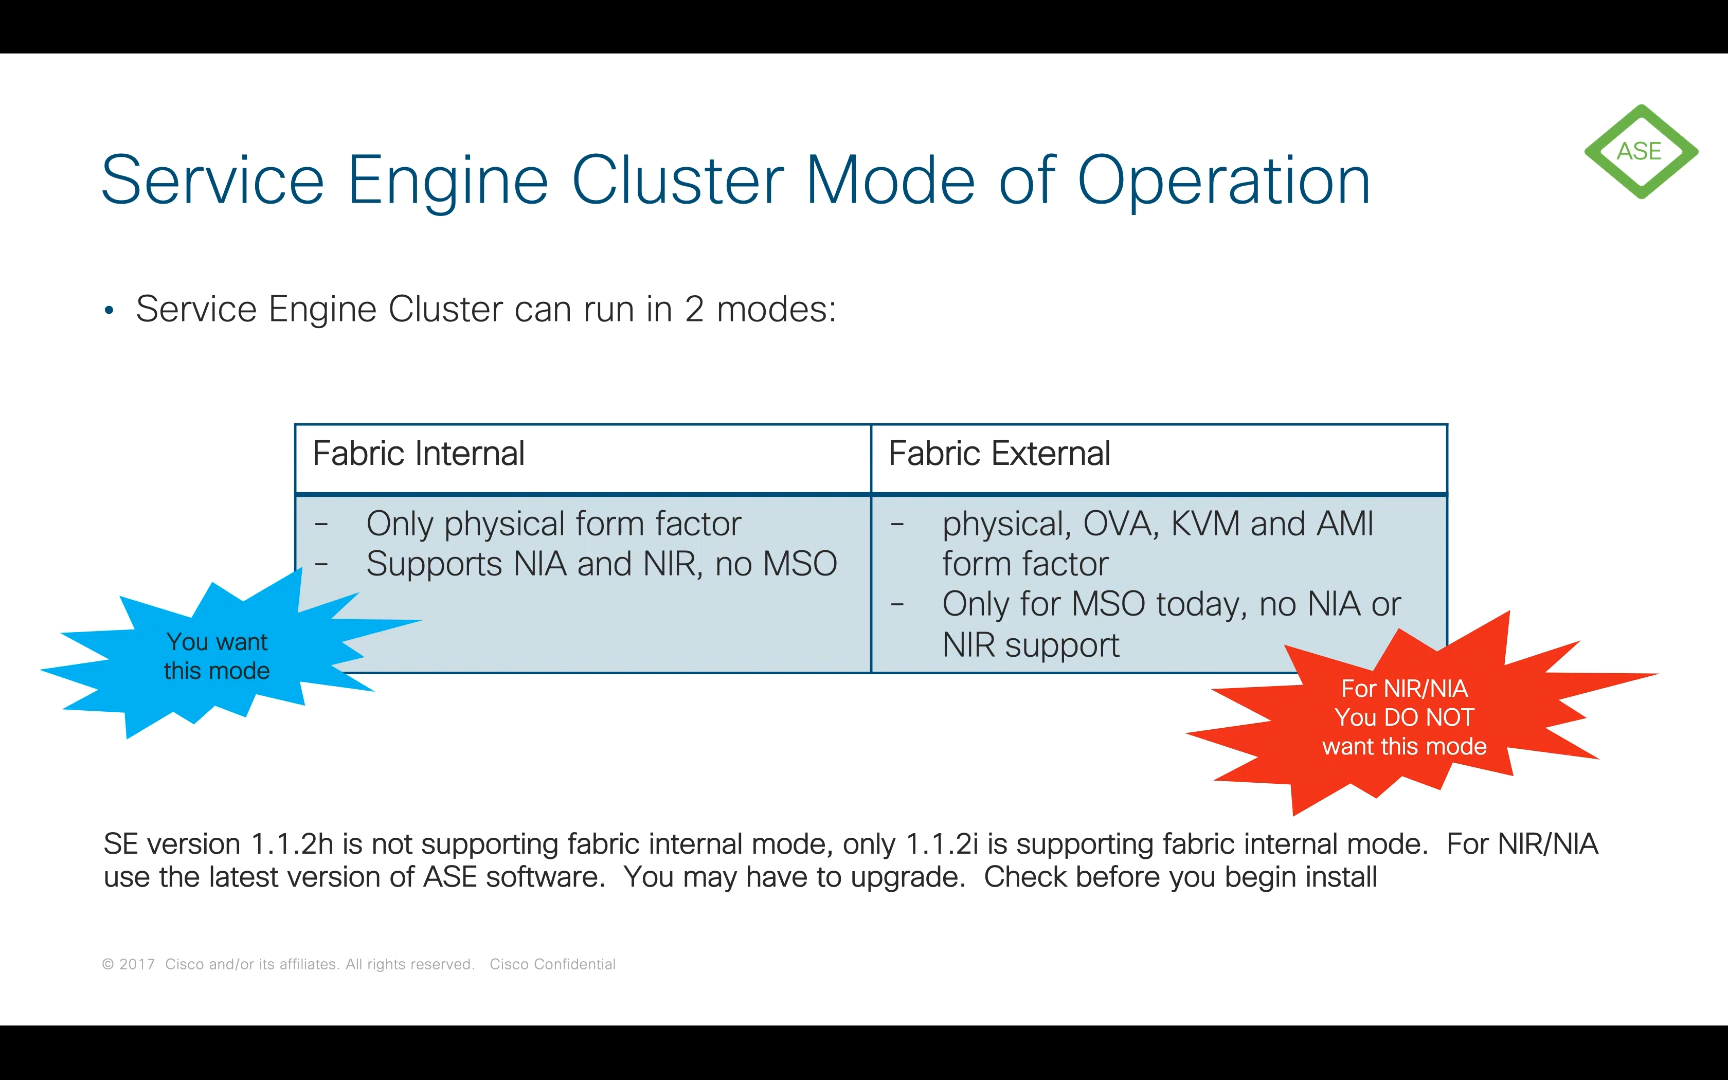 ASE
Service Engine Cluster Mode of Operation
• Service Engine Cluster can run in 2 modes:
Fabric Internal
- Only physical form factor
- Supports NIA and NIR, no MSO
Fabric External
- physical, OVA, KVM and AMI
form factor
- Only for MSO today, no NIA or
NIR support
You want
this mode
For NIR/NIA
You DO NOT
want this mode
SE version 1.1.2h is not supporting fabric internal mode, only 1.1.2i is supporting fabric internal mode.  For NIR/NIA
use the latest version of ASE software.  You may have to upgrade.  Check before you begin install
© 2017  Cisco and/or its affiliates. All rights reserved.   Cisco Confidential